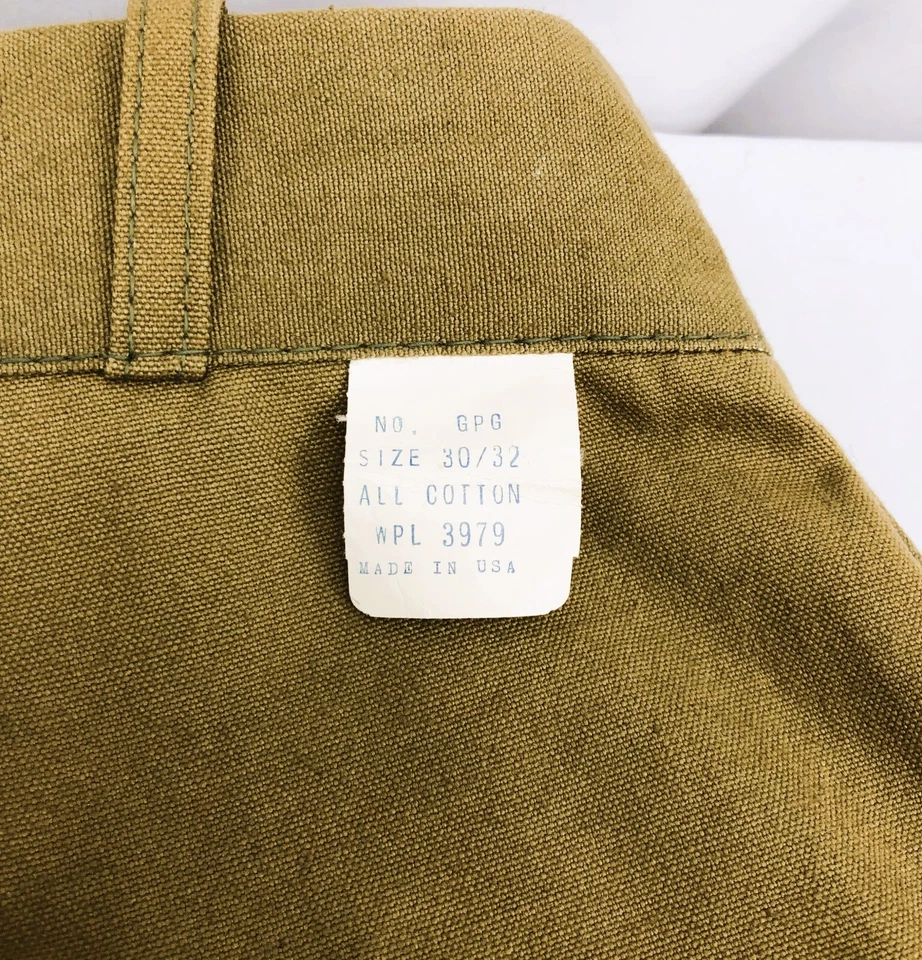 NO. GPG
SIZE 30/32
ALL COTTON
WPL 3979
MADE IN USA